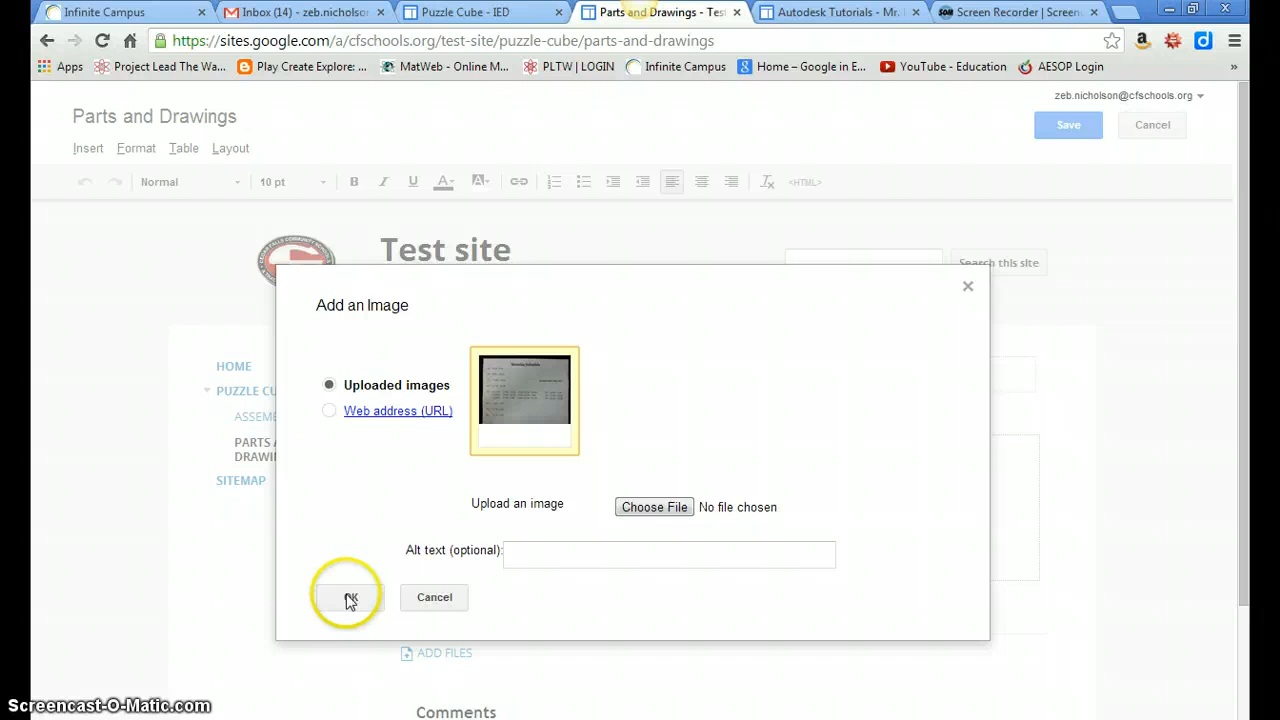 Infinite Campus
Inbox (14) - zeb.nicholson
Puzzle Cube - IED
Parts and Drawings - Test
Autodesk Tutorials - Mr.
Screen Recorder | Screen
https://sites.google.com/a/cfschools.org/test-site/puzzle-cube/parts-and-drawings
Apps
Project Lead The Wa...
Play Create Explore: ...
MatWeb - Online M...
PLTW | LOGIN
Infinite Campus
Home – Google in E...
YouTube - Education
AESOP Login
»
zeb.nicholson@cfschools.org
Parts and Drawings
Save
Cancel
Insert
Format
Table
Layout
Normal
10 pt
B
I
U
A
A
<HTML>
Test site
Search this site
Add an Image
HOME
Uploaded images
PUZZLE CU
Web address (URL)
ASSEM
PARTS
DRAWIN
SITEMAP
Upload an image
Choose File
No file chosen
Alt text (optional):
OK
Cancel
ADD FILES
Comments
Screencast-O-Matic.com